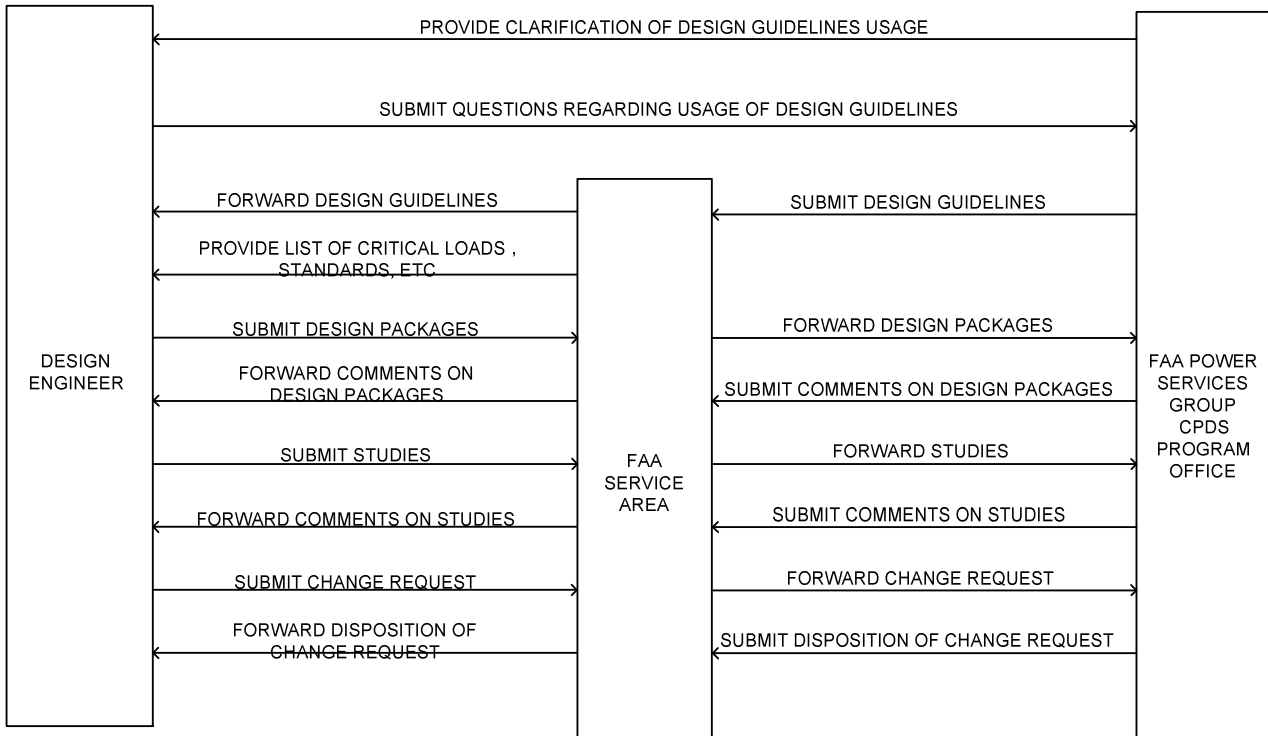 PROVIDE CLARIFICATION OF DESIGN GUIDELINES USAGE
SUBMIT QUESTIONS REGARDING USAGE OF DESIGN GUIDELINES
FORWARD DESIGN GUIDELINES
SUBMIT DESIGN GUIDELINES
PROVIDE LIST OF CRITICAL LOADS ,
STANDARDS, ETC
SUBMIT DESIGN PACKAGES
FORWARD DESIGN PACKAGES
DESIGN
ENGINEER
FORWARD COMMENTS ON
DESIGN PACKAGES
SUBMIT COMMENTS ON DESIGN PACKAGES
FAA POWER
SERVICES
GROUP
CPDS
PROGRAM
OFFICE
SUBMIT STUDIES
FORWARD STUDIES
FAA
SERVICE
AREA
FORWARD COMMENTS ON STUDIES
SUBMIT COMMENTS ON STUDIES
SUBMIT CHANGE REQUEST
FORWARD CHANGE REQUEST
FORWARD DISPOSITION OF
CHANGE REQUEST
SUBMIT DISPOSITION OF CHANGE REQUEST